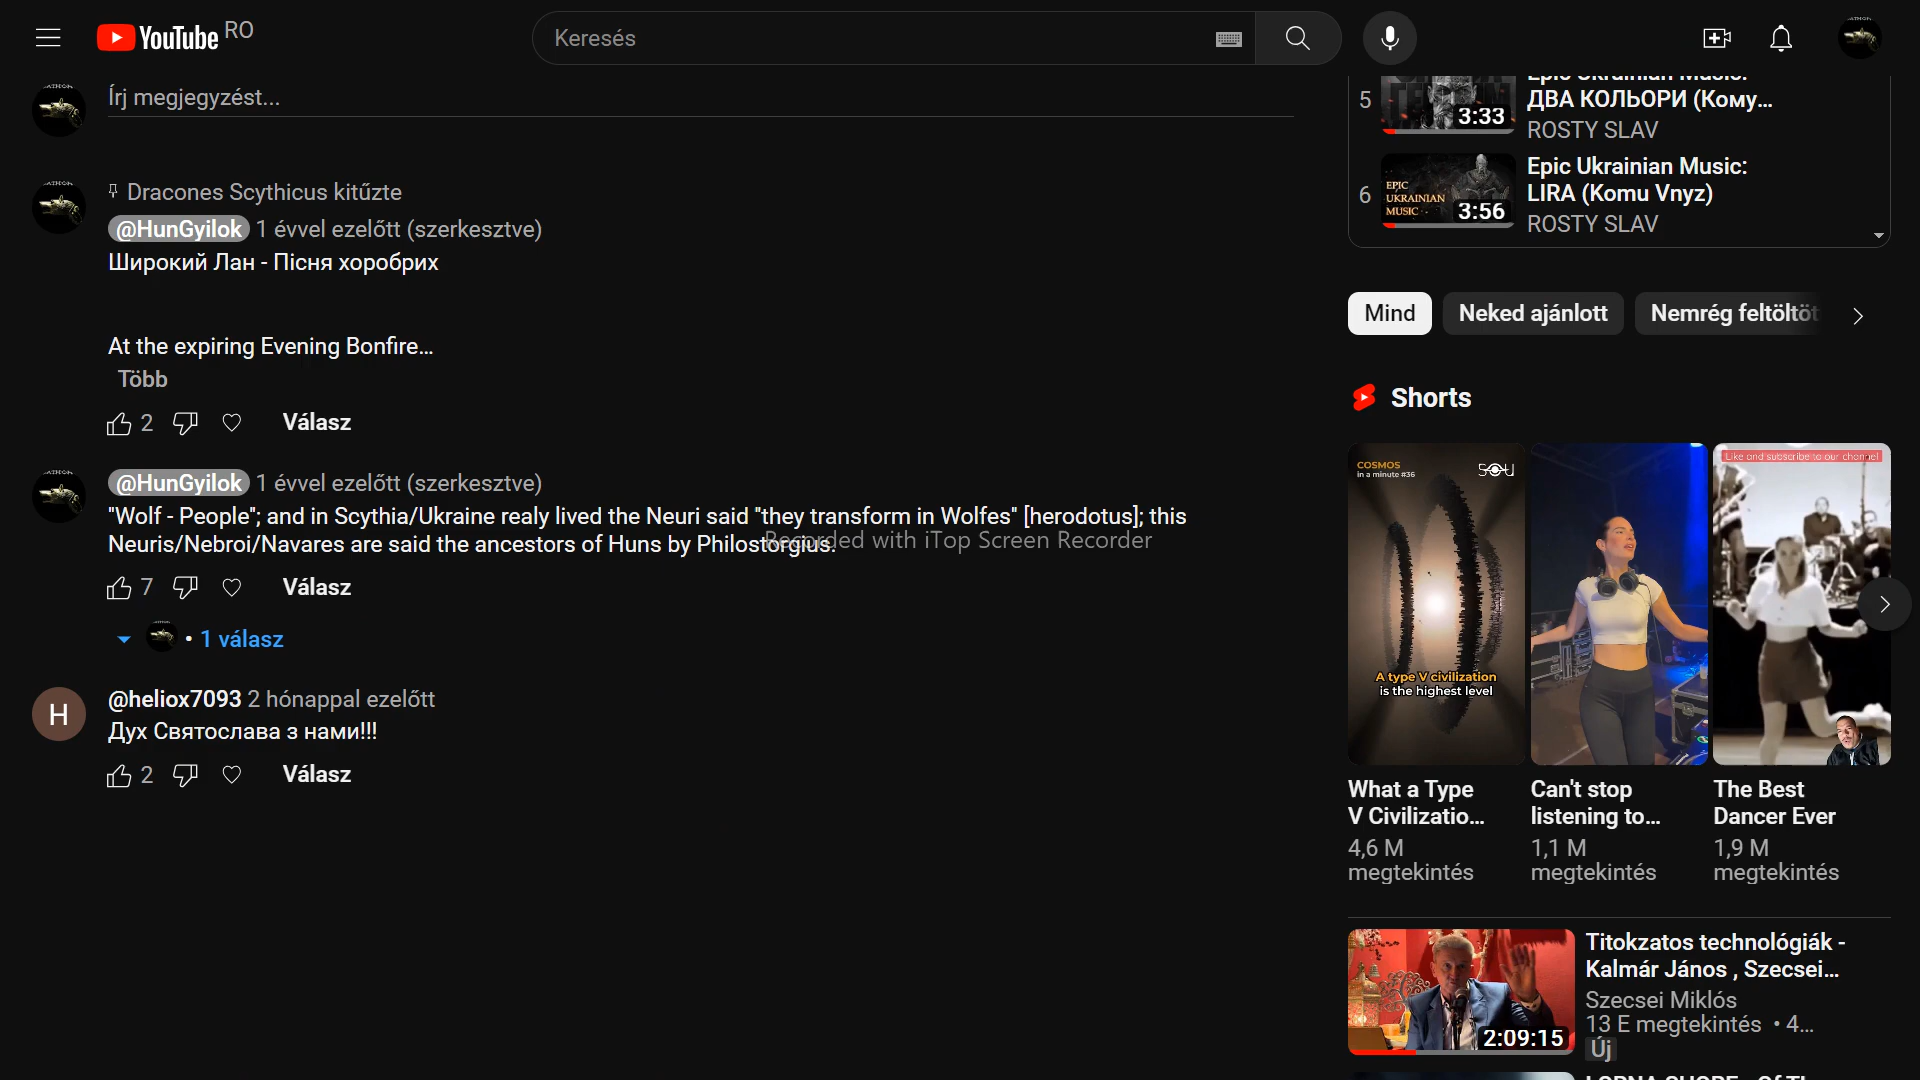 YouTube RO
Keresés
Írj megjegyzést...
Dracones Scythicus kitűzte
@HunGyilok 1 évvel ezelőtt (szerkesztve)
Широкий Лан - Пісня хоробрих
At the expiring Evening Bonfire...
Több
2 Válasz
@HunGyilok 1 évvel ezelőtt (szerkesztve)
"Wolf - People"; and in Scythia/Ukraine realy lived the Neuri said "they transform in Wolfes" [herodotus]; this
Neuris/Nebroi/Navares are said the ancestors of Huns by Philostorgius.
Recorded with iTop Screen Recorder
7 Válasz
• 1 válasz
H
@heliox7093 2 hónappal ezelőtt
Дух Святослава з нами!!!
2 Válasz
Epic Ukrainian Music:
5
3:33
ДВА КОЛЬОРИ (Кому...
ROSTY SLAV
6
EPIC
UKRAINIAN
MUSIC
3:56
Epic Ukrainian Music:
LIRA (Komu Vnyz)
ROSTY SLAV
Mind
Neked ajánlott
Nemrég feltöltöt
Shorts
COSMOS
in a minute #36
A type V civilization
is the highest level
Like and subscribe to our channel
What a Type
V Civilizatio...
4,6 M
megtekintés
Can't stop
listening to...
1,1 M
megtekintés
The Best
Dancer Ever
1,9 M
megtekintés
2:09:15
Titokzatos technológiák -
Kalmár János , Szecsei...
Szecsei Miklós
13 E megtekintés • 4...
Új